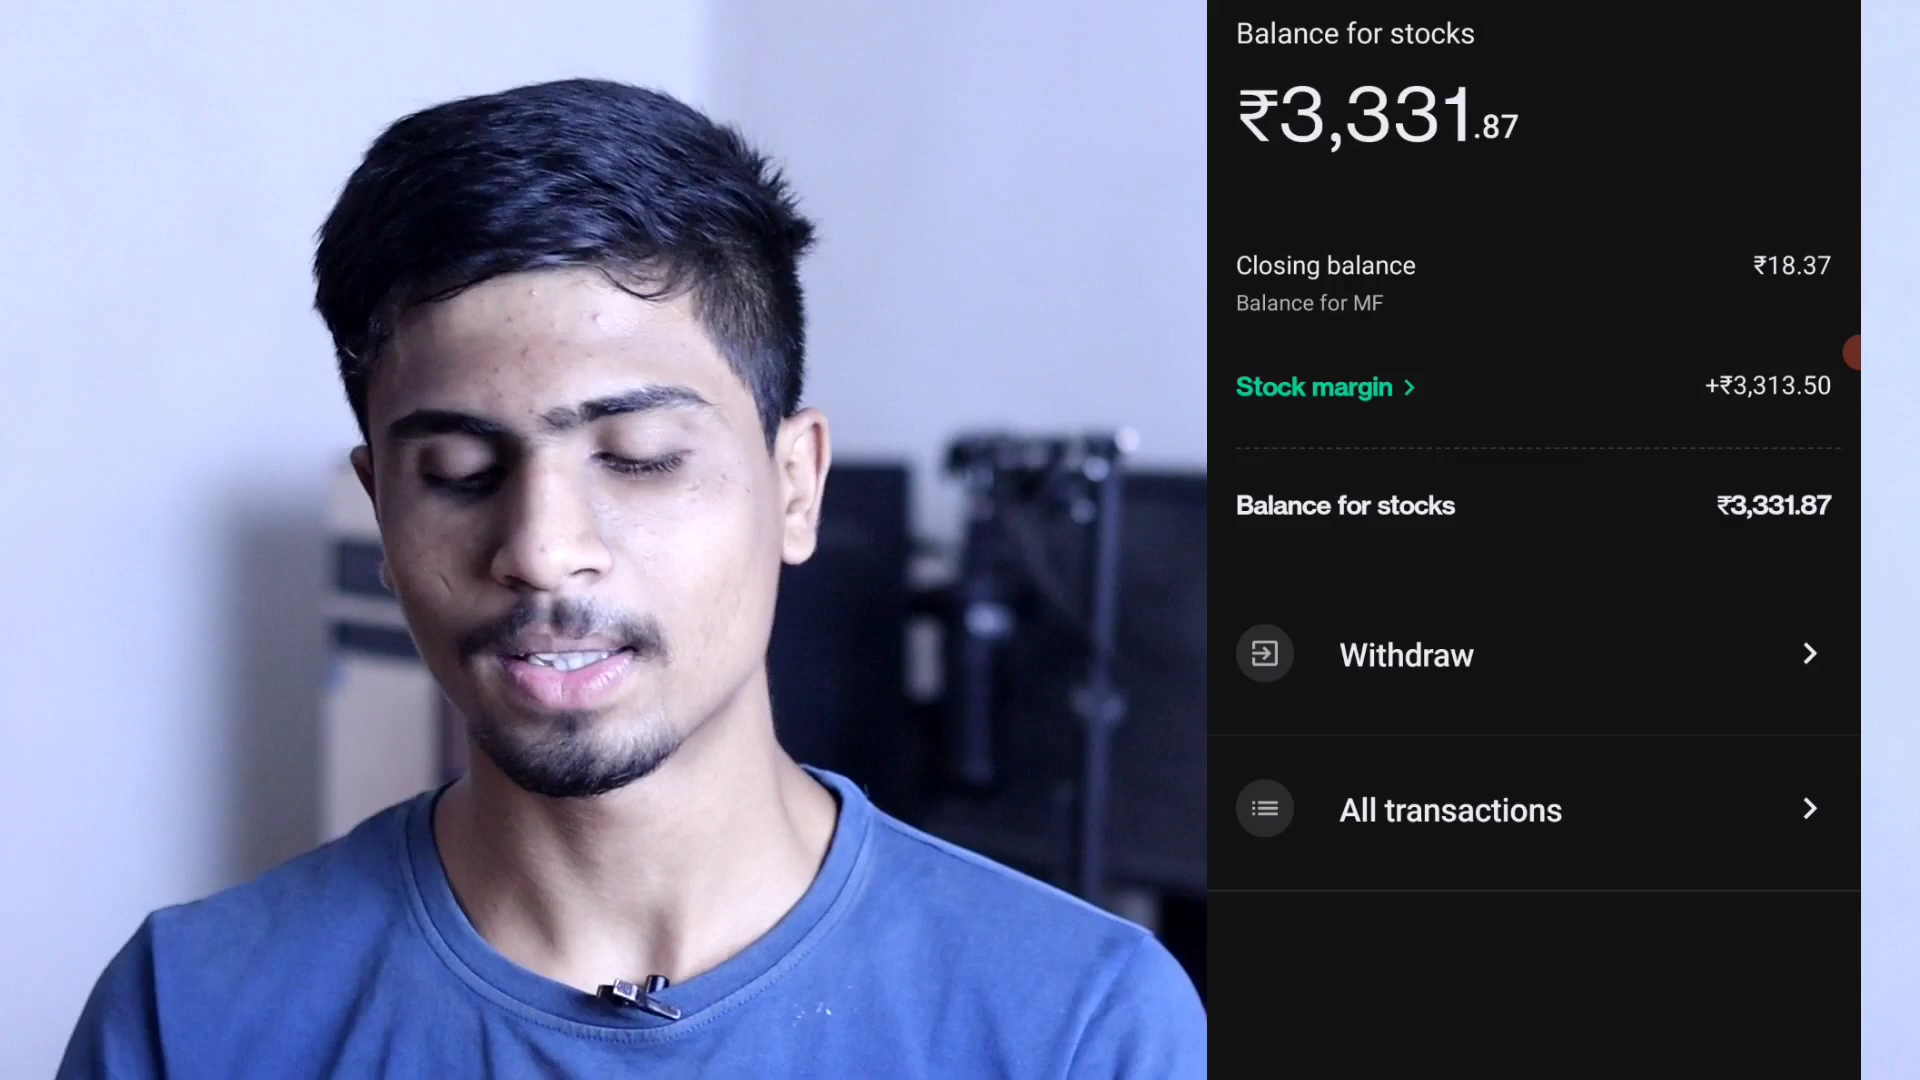 Balance for stocks
₹3,331.87
Closing balance ₹18.37
Balance for MF
Stock margin +₹3,313.50
Balance for stocks ₹3,331.87
Withdraw
All transactions